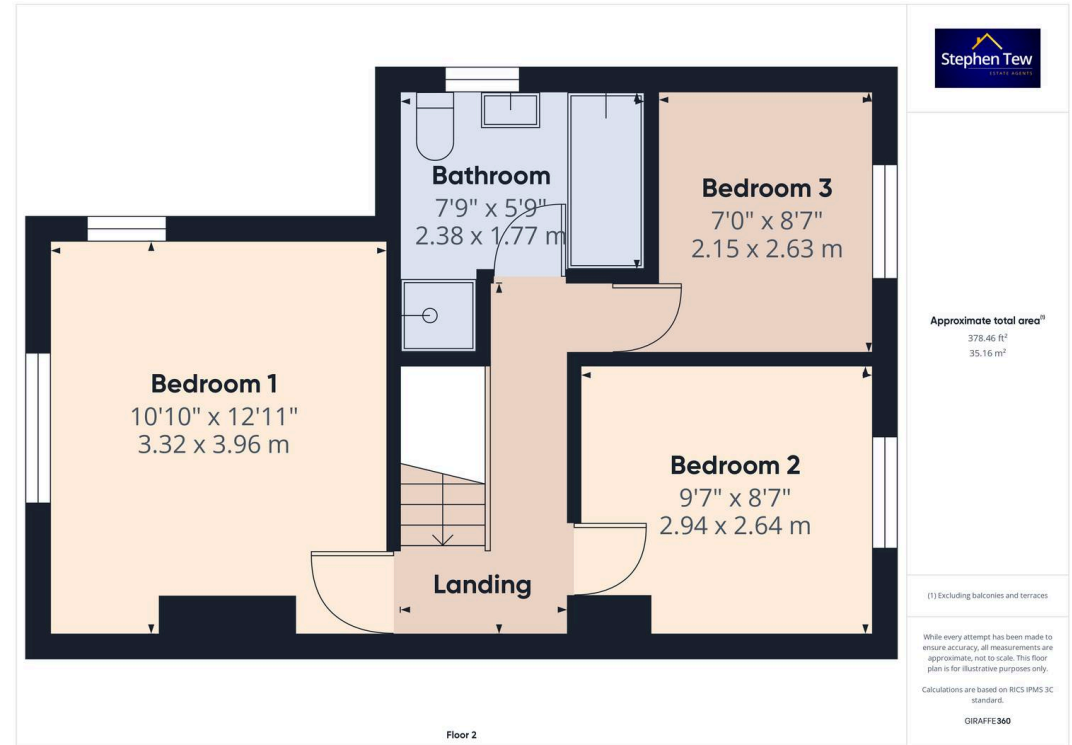 Stephen Tew
ESTATE AGENTS
Bathroom
7'9" x 5'9"
2.38 x 1.77 m
Bedroom 3
7'0" x 8'7"
2.15 x 2.63 m
Bedroom 1
10'10" x 12'11"
3.32 x 3.96 m
Bedroom 2
9'7" x 8'7"
2.94 x 2.64 m
Landing
Floor 2
Approximate total area(1)
378.46 ft²
35.16 m²
(1) Excluding balconies and terraces
While every attempt has been made to
ensure accuracy, all measurements are
approximate, not to scale. This floor
plan is for illustrative purposes only.
Calculations are based on RICS IPMS 3C
standard.
GIRAFFE360